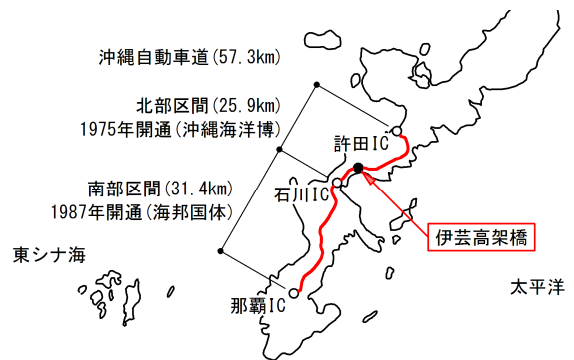 沖縄自動車道(57.3km)
北部区間(25.9km)
1975年開通(沖縄海洋博)
許田IC
南部区間(31.4km)
1987年開通(海邦国体)
石川IC
伊芸高架橋
東シナ海
太平洋
那覇IC